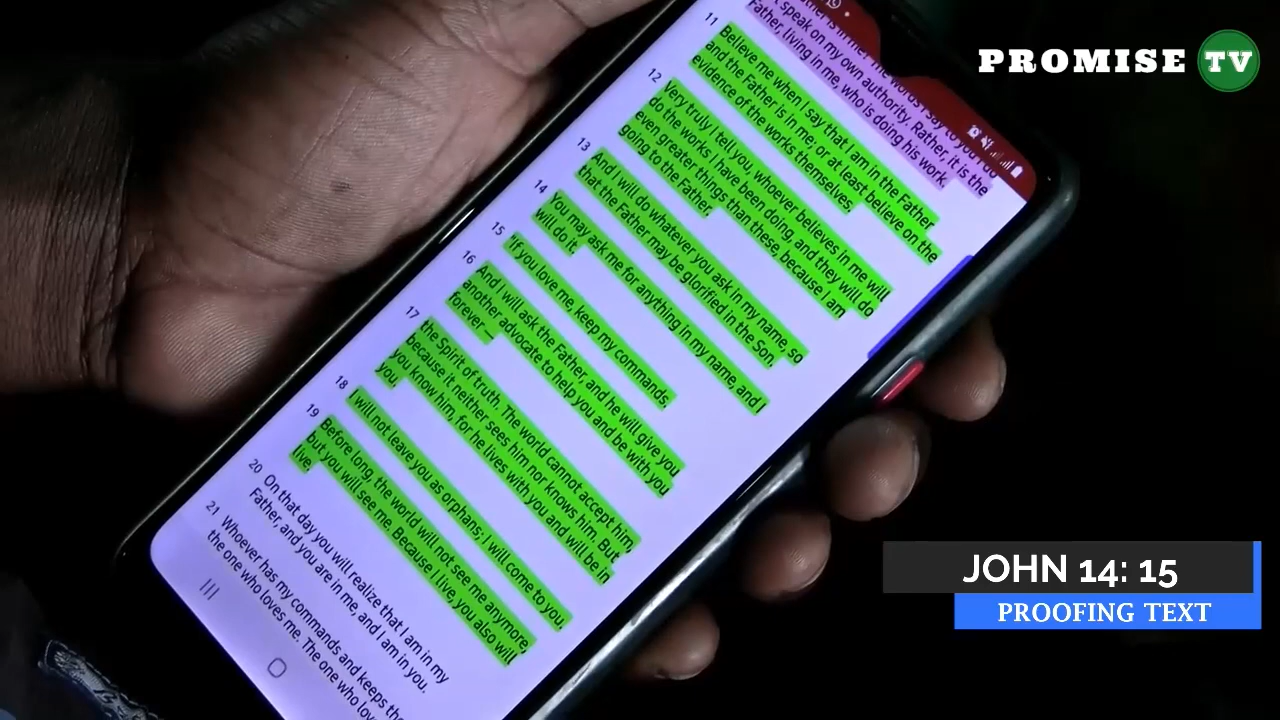 PROMISE TV
Father, living in me, who is doing his work.
speak on my own authority. Rather, it is the
11 Believe me when I say that I am in the Father
and the Father is in me; or at least believe on the
evidence of the works themselves.
12 Very truly I tell you, whoever believes in me will
do the works I have been doing, and they will do
even greater things than these, because I am
going to the Father.
13 And I will do whatever you ask in my name, so
that the Father may be glorified in the Son.
14 You may ask me for anything in my name, and I
will do it.
15 "If you love me, keep my commands.
16 And I will ask the Father, and he will give you
another advocate to help you and be with you
forever—
17 the Spirit of truth. The world cannot accept him,
because it neither sees him nor knows him. But
you know him, for he lives with you and will be in
you.
18 I will not leave you as orphans; I will come to you.
19 Before long, the world will not see me anymore,
but you will see me. Because I live, you also will
live.
20 On that day you will realize that I am in my
Father, and you are in me, and I am in you.
21 Whoever has my commands and keeps the
the one who loves me. The one who lov
JOHN 14: 15
PROOFING TEXT